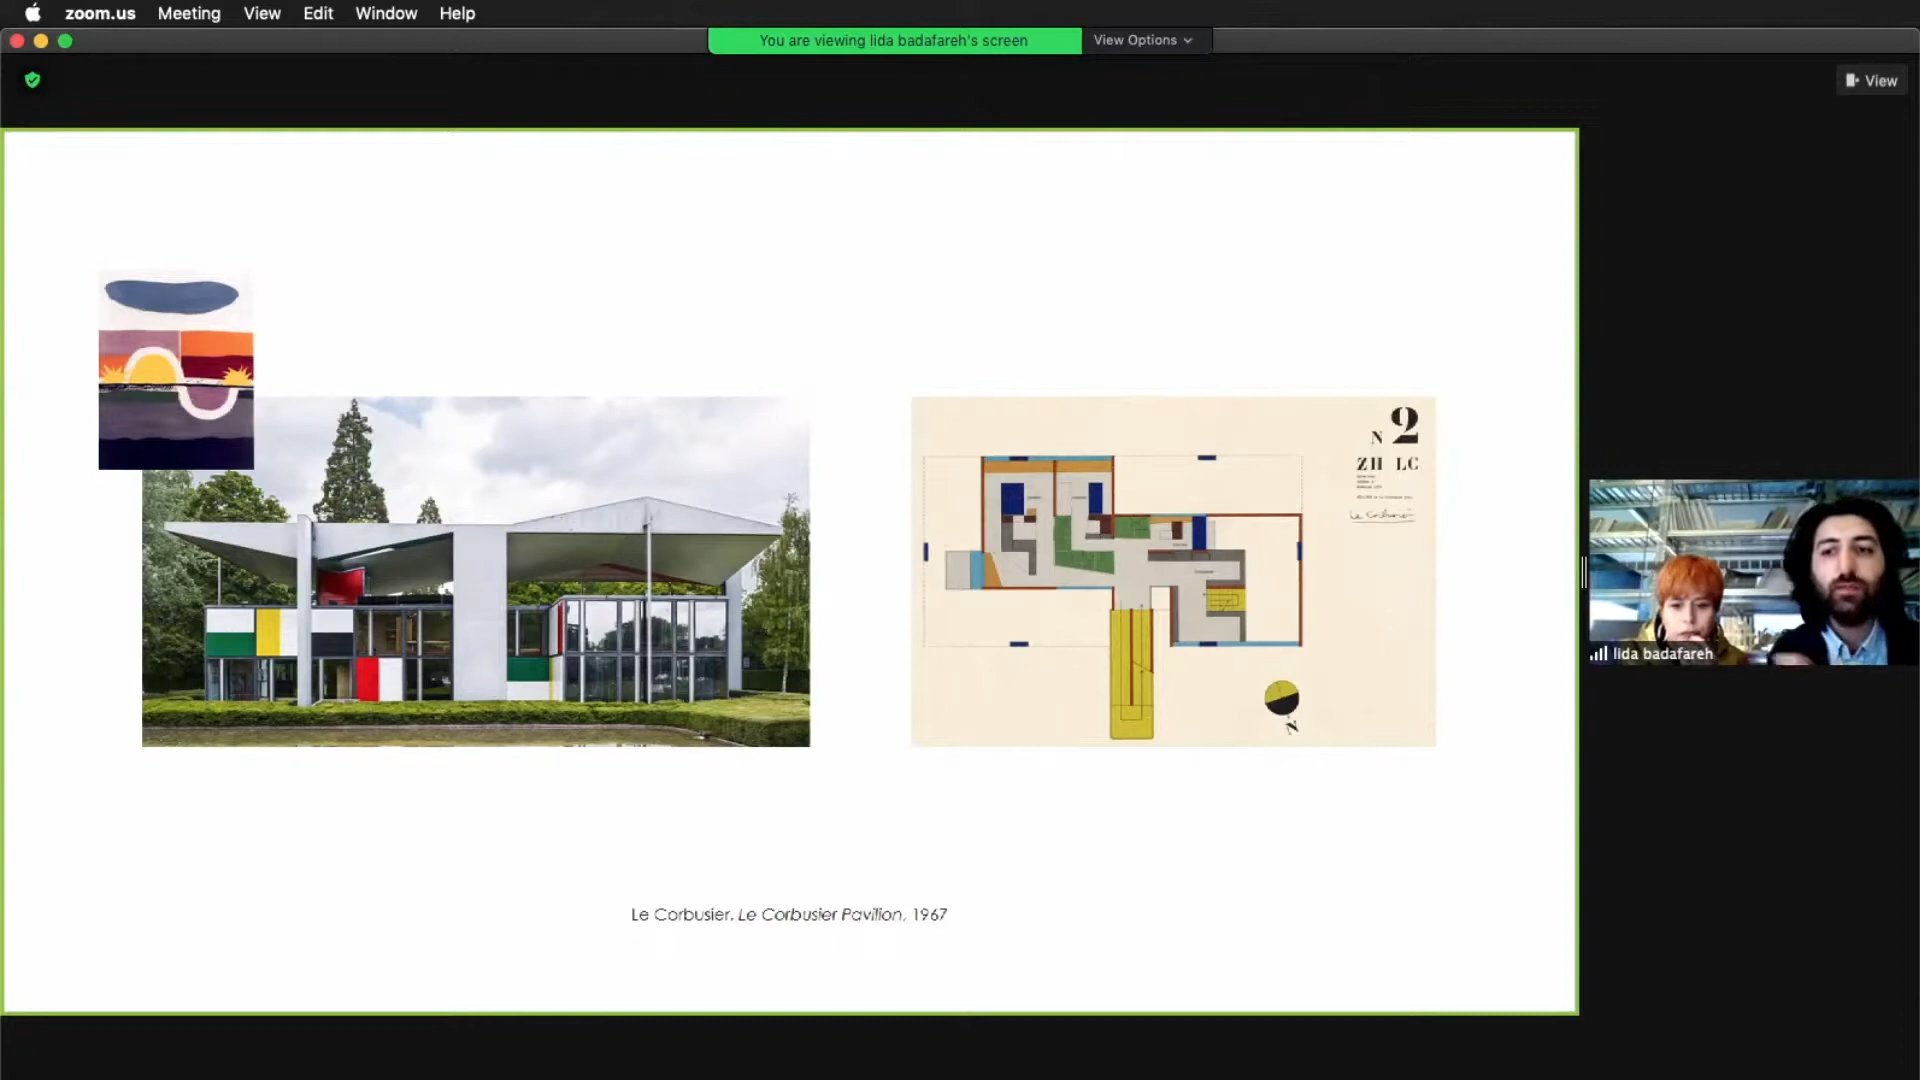 zoom.us Meeting View Edit Window Help
You are viewing lida badafareh's screen
View Options
View
N 2
ZH LC
N
lida badafareh
Le Corbusier. Le Corbusier Pavilion, 1967